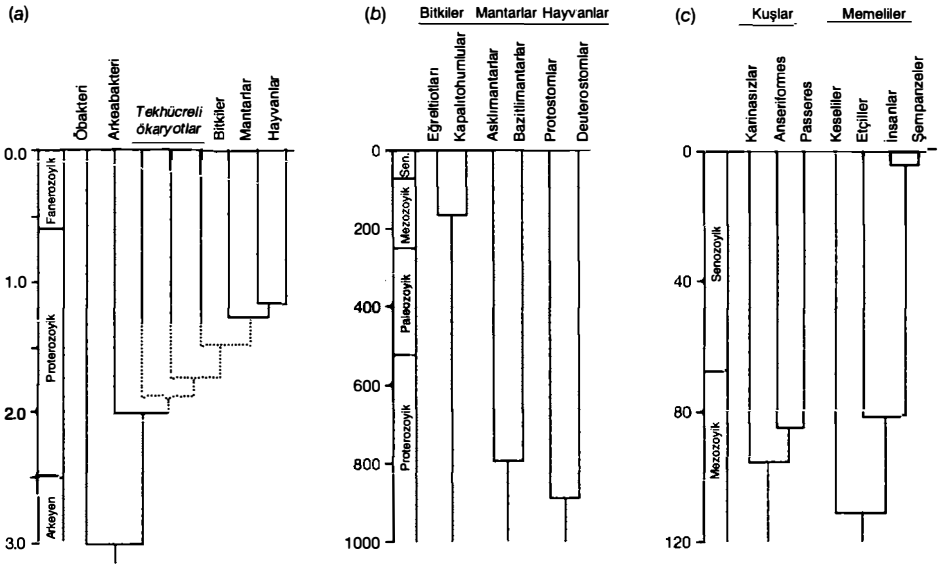 (a)
Öbakteri
Arkeabakteri
Tekhücreli
ökaryotlar
Bitkiler
Mantarlar
Hayvanlar
0.0
1.0
2.0
3.0
Fanerozoyik
Proterozoyik
Arkeyen
(b)
Bitkiler
Mantarlar
Hayvanlar
Eğreltiotları
Kapalıtohumlular
Asklımantarlar
Bazitlimantarlar
Protostomlar
Deuterostomlar
0
200
400
600
800
1000
Sen.
Mezozoyik
Paleozoyik
Proterozoyik
(c)
Kuşlar
Memeliler
Karinasızlar
Anseriformes
Passeres
Keseliler
Etçiller
İnsanlar
Şempanzeler
0
40
80
120
Senozoyik
Mezozoyik